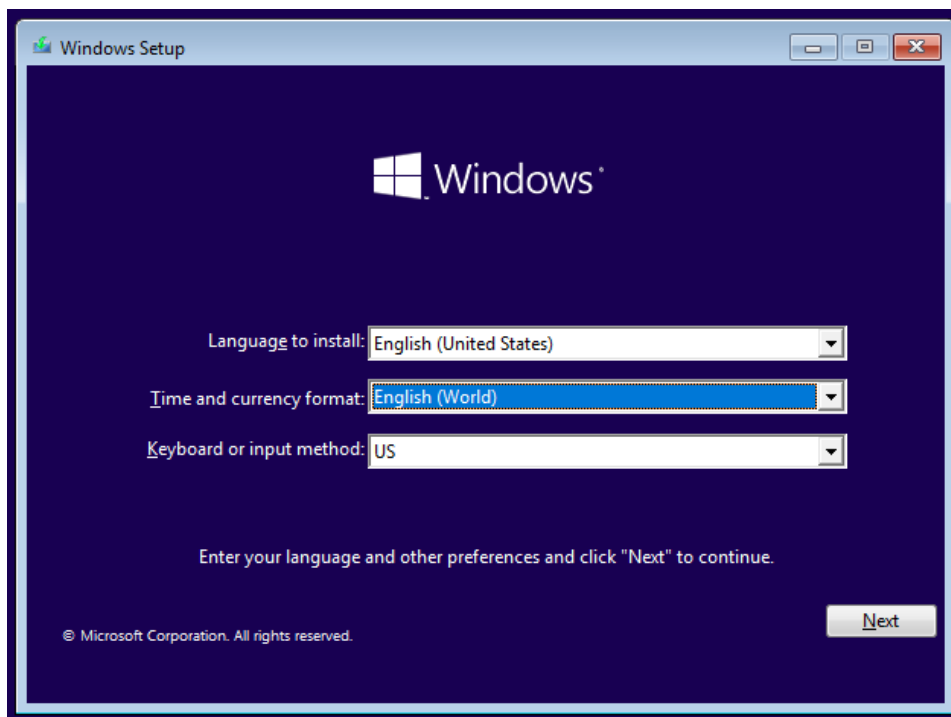 Windows Setup
Windows
Language to install: English (United States)
Time and currency format: English (World)
Keyboard or input method: US
Enter your language and other preferences and click "Next" to continue.
Next
© Microsoft Corporation. All rights reserved.